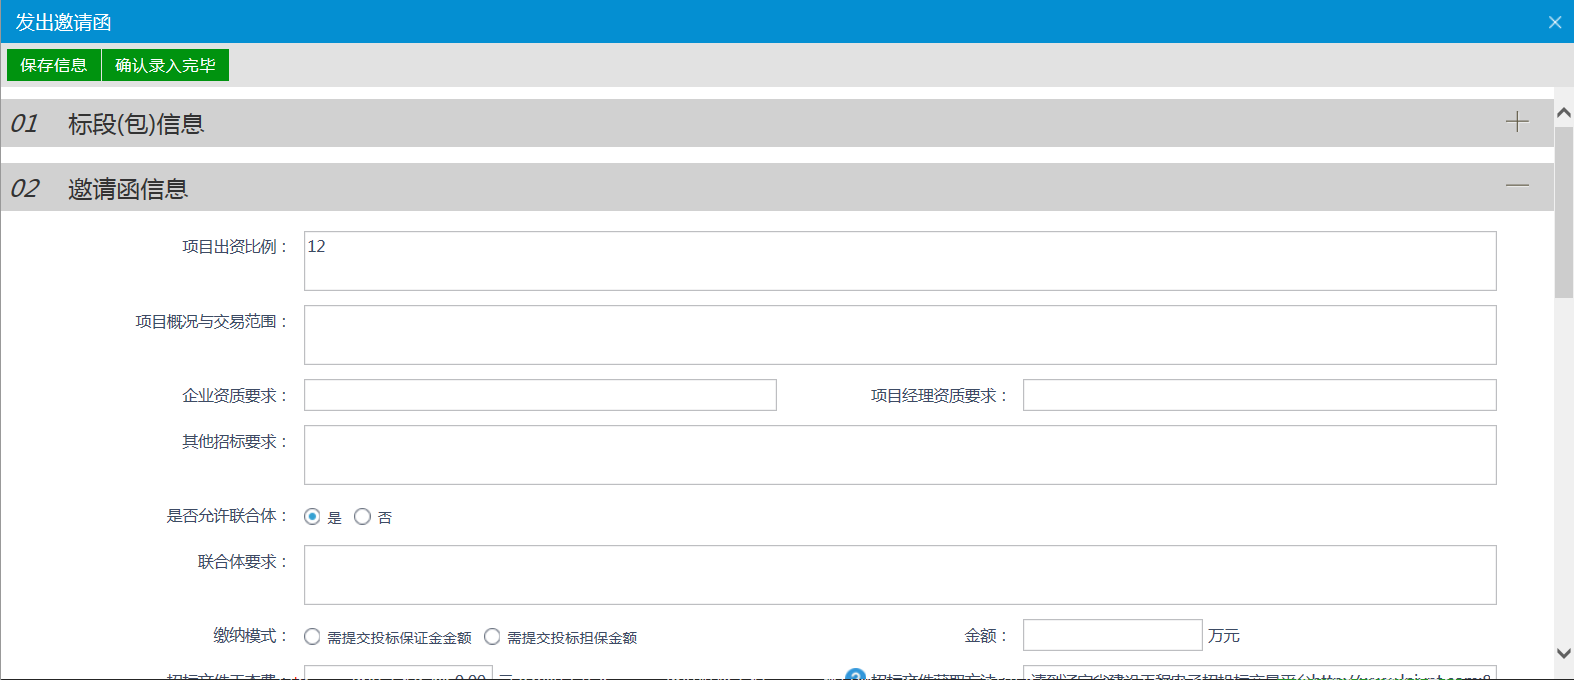 发出邀请函
保存信息 确认录入完毕
01 标段(包)信息
02 邀请函信息
项目出资比例： 12
项目概况与交易范围：
企业资质要求： 项目经理资质要求：
其他招标要求：
是否允许联合体： 是 否
联合体要求：
缴纳模式： 需提交投标保证金金额 需提交投标担保金额 金额： 万元